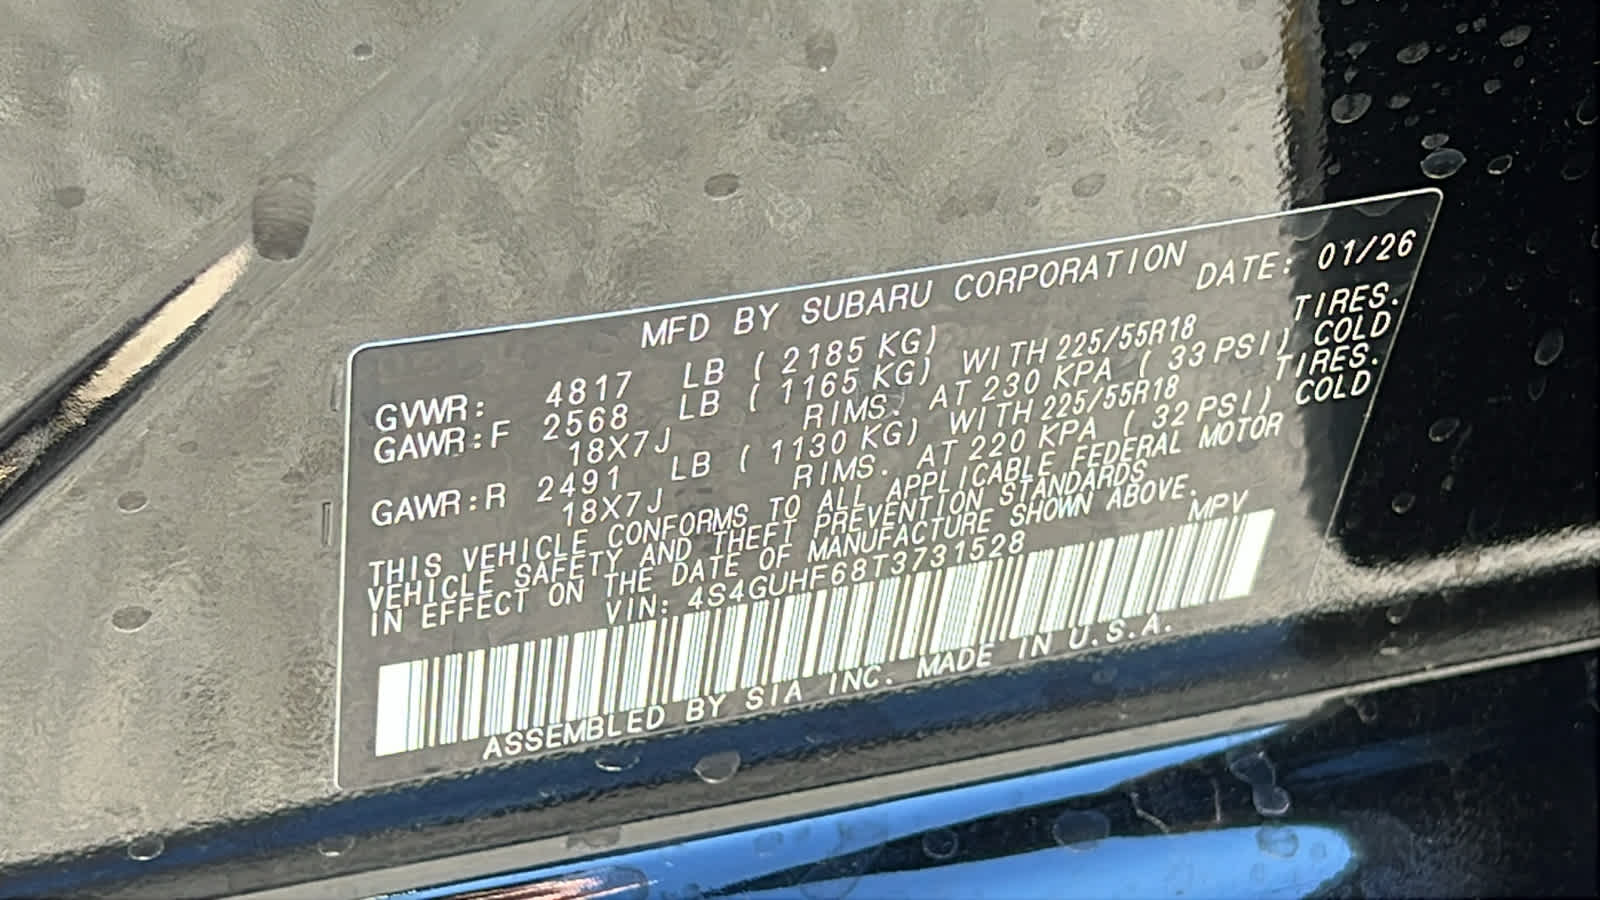 MFD BY SUBARU CORPORATION DATE: 01/26
GVWR: 4817 LB ( 2185 KG)
GAWR:F 2568 LB ( 1165 KG) WITH 225/55R18 TIRES.
18X7J RIMS. AT 230 KPA ( 33 PSI) COLD
GAWR:R 2491 LB ( 1130 KG) WITH 225/55R18 TIRES.
18X7J RIMS. AT 220 KPA ( 32 PSI) COLD
THIS VEHICLE CONFORMS TO ALL APPLICABLE FEDERAL MOTOR
VEHICLE SAFETY AND THEFT PREVENTION STANDARDS
IN EFFECT ON THE DATE OF MANUFACTURE SHOWN ABOVE.
VIN: 4S4GUHF68T3731528 MPV
ASSEMBLED BY SIA INC. MADE IN U.S.A.